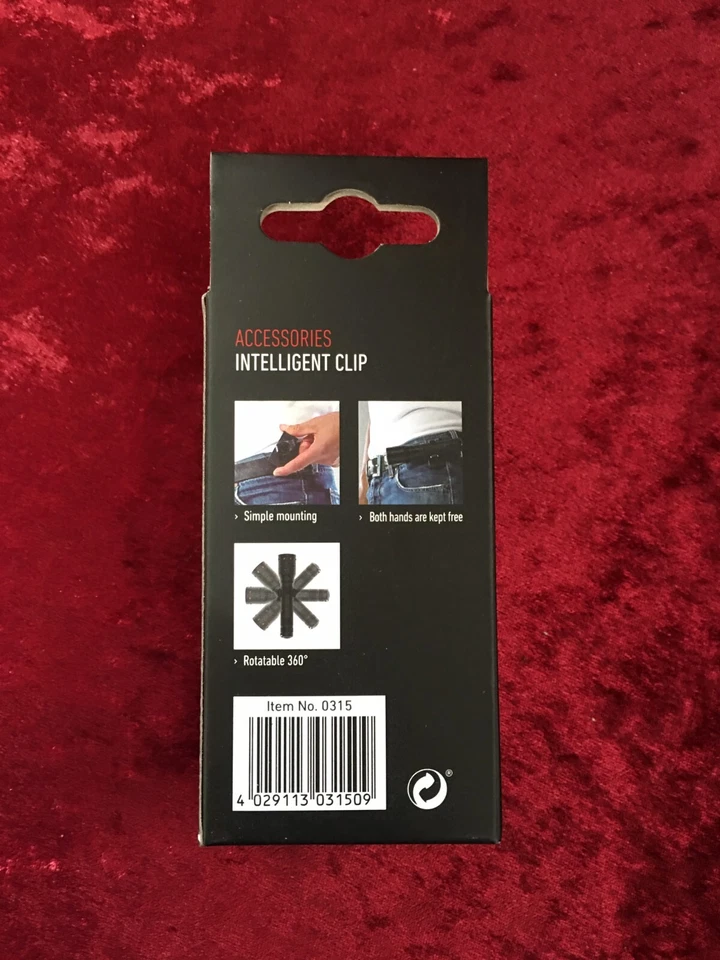 ACCESSORIES
INTELLIGENT CLIP
› Simple mounting
› Both hands are kept free
› Rotatable 360°
Item No. 0315
4 029113 031509
®